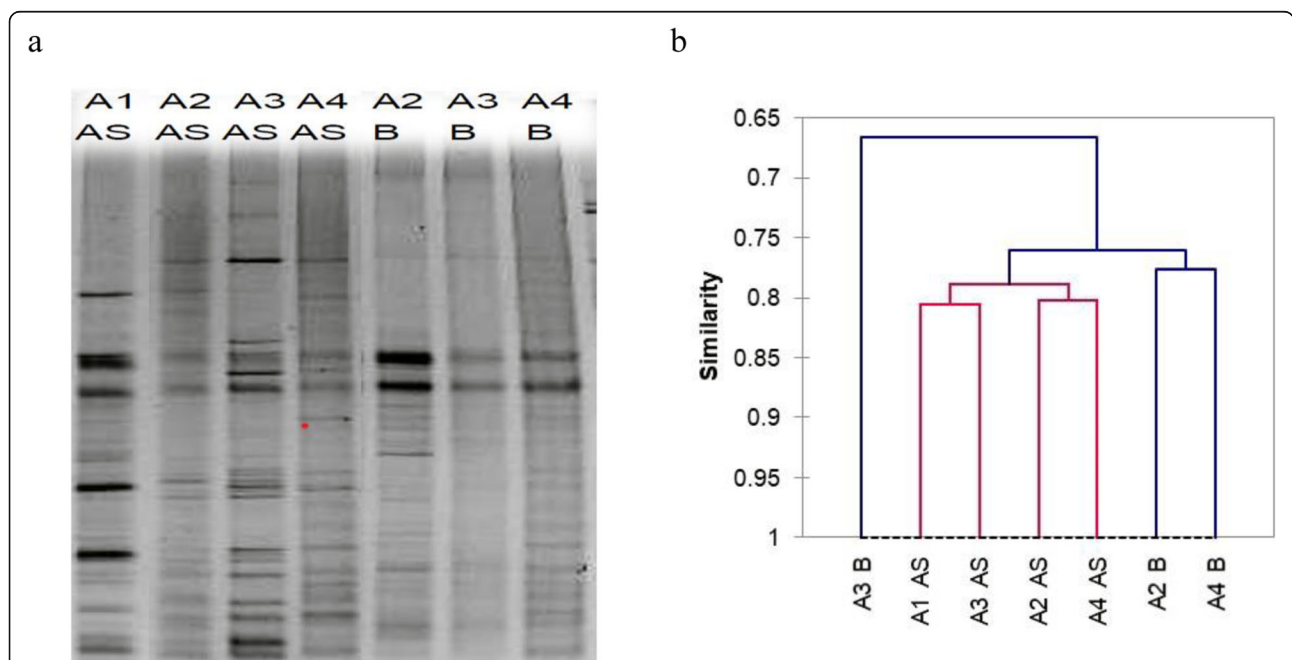 a
A1 A2 A3 A4 A2 A3 A4
AS AS AS AS B B B
b
Similarity
0.65
0.7
0.75
0.8
0.85
0.9
0.95
1
A3 B
A1 AS
A3 AS
A2 AS
A4 AS
A2 B
A4 B